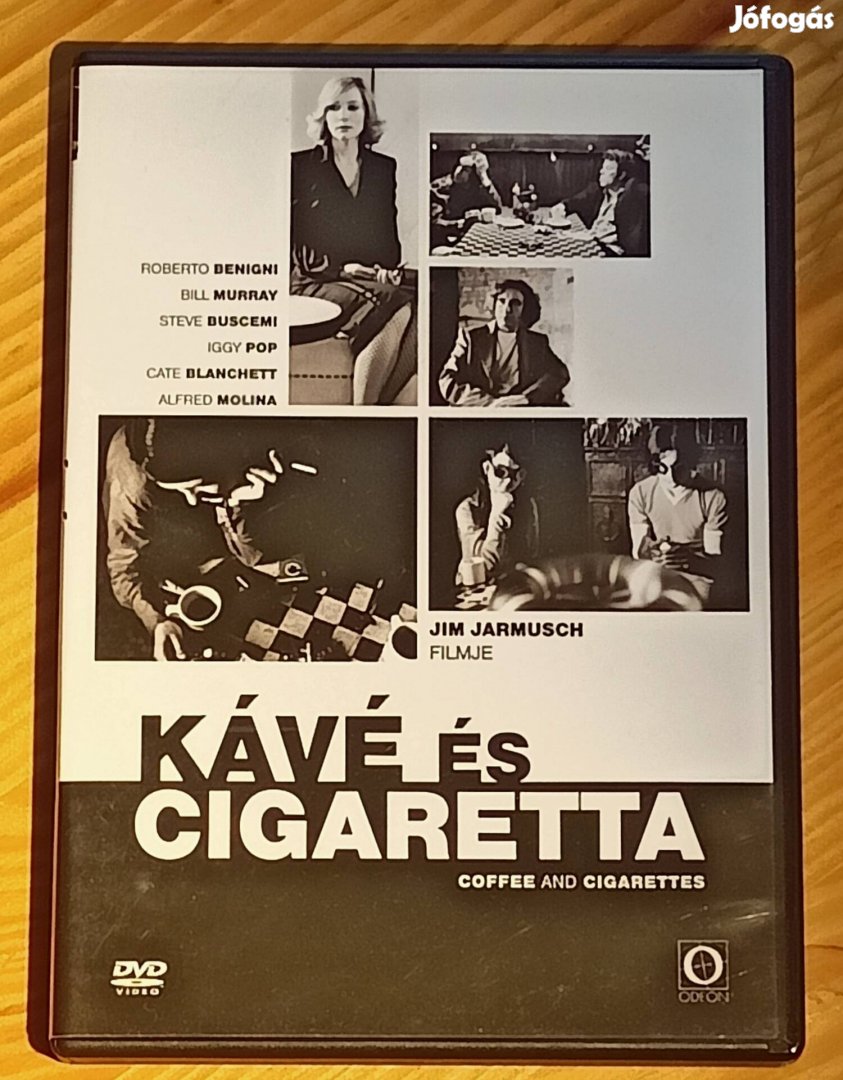 Jófogás
ROBERTO BENIGNI
BILL MURRAY
STEVE BUSCEMI
IGGY POP
CATE BLANCHETT
ALFRED MOLINA
JIM JARMUSCH
FILMJE
KÁVÉ ÉS
CIGARETTA
COFFEE AND CIGARETTES
DVD
VIDEO
ODEON